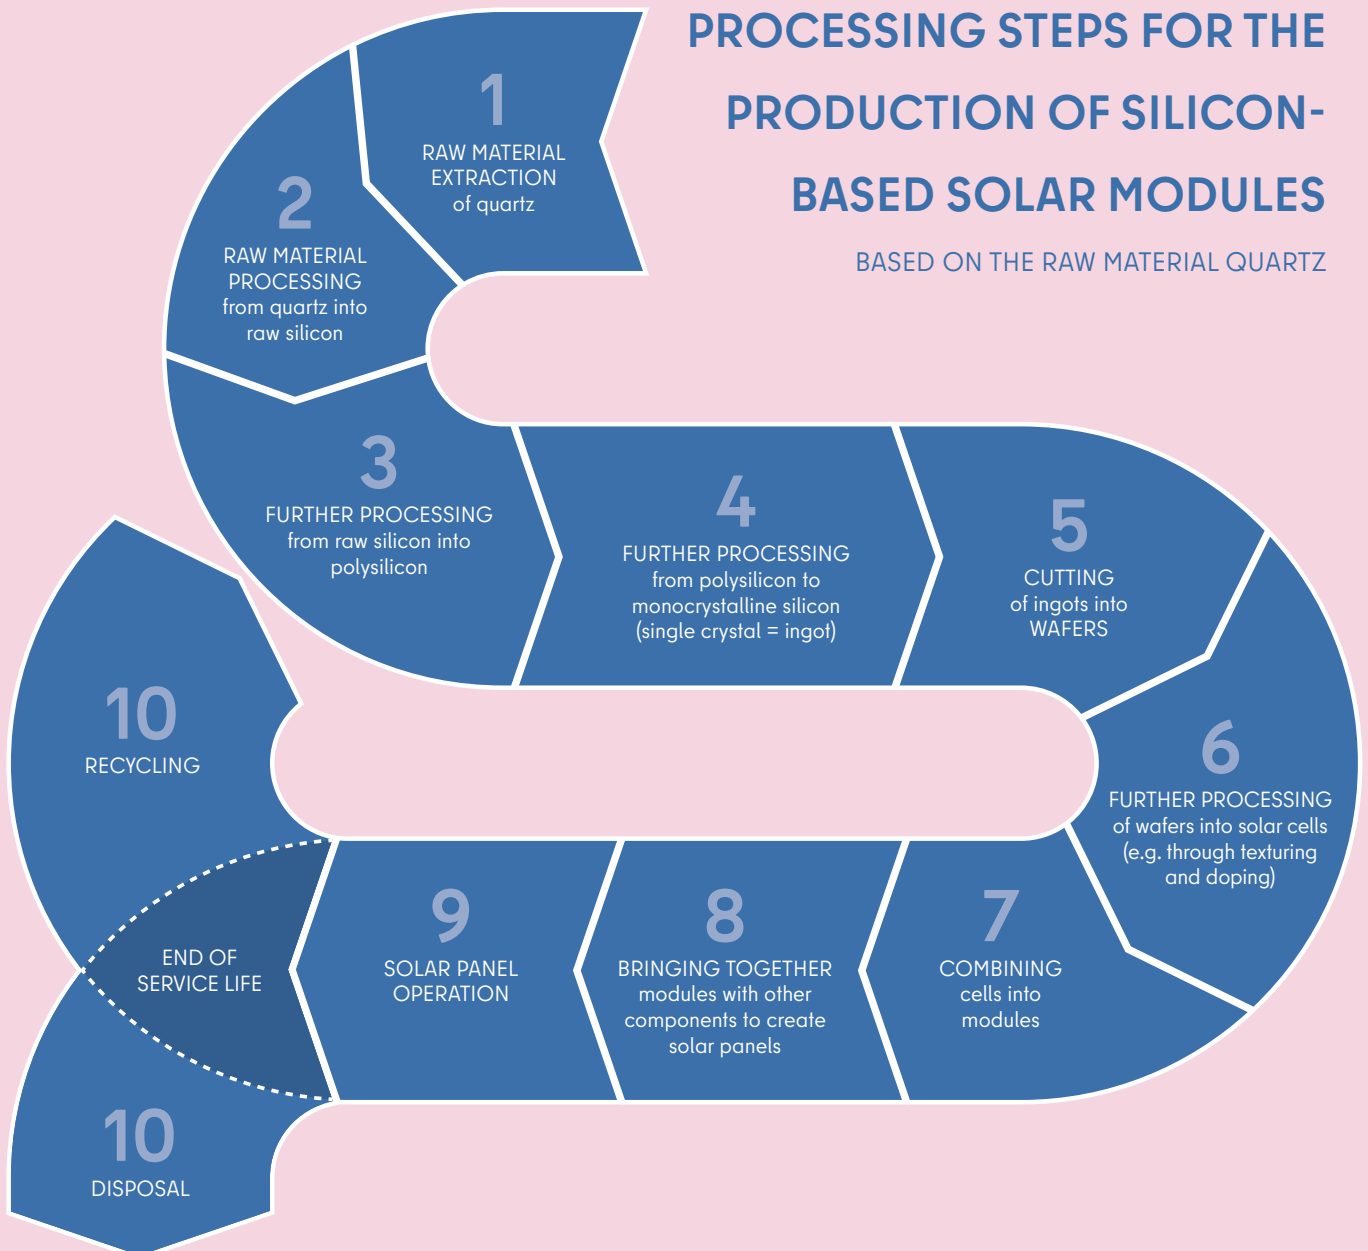 PROCESSING STEPS FOR THE
PRODUCTION OF SILICON-
BASED SOLAR MODULES
BASED ON THE RAW MATERIAL QUARTZ
1
RAW MATERIAL
EXTRACTION
of quartz
2
RAW MATERIAL
PROCESSING
from quartz into
raw silicon
3
FURTHER PROCESSING
from raw silicon into
polysilicon
4
FURTHER PROCESSING
from polysilicon to
monocrystalline silicon
(single crystal = ingot)
5
CUTTING
of ingots into
WAFERS
6
FURTHER PROCESSING
of wafers into solar cells
(e.g. through texturing
and doping)
7
COMBINING
cells into
modules
8
BRINGING TOGETHER
modules with other
components to create
solar panels
9
SOLAR PANEL
OPERATION
END OF
SERVICE LIFE
10
RECYCLING
10
DISPOSAL